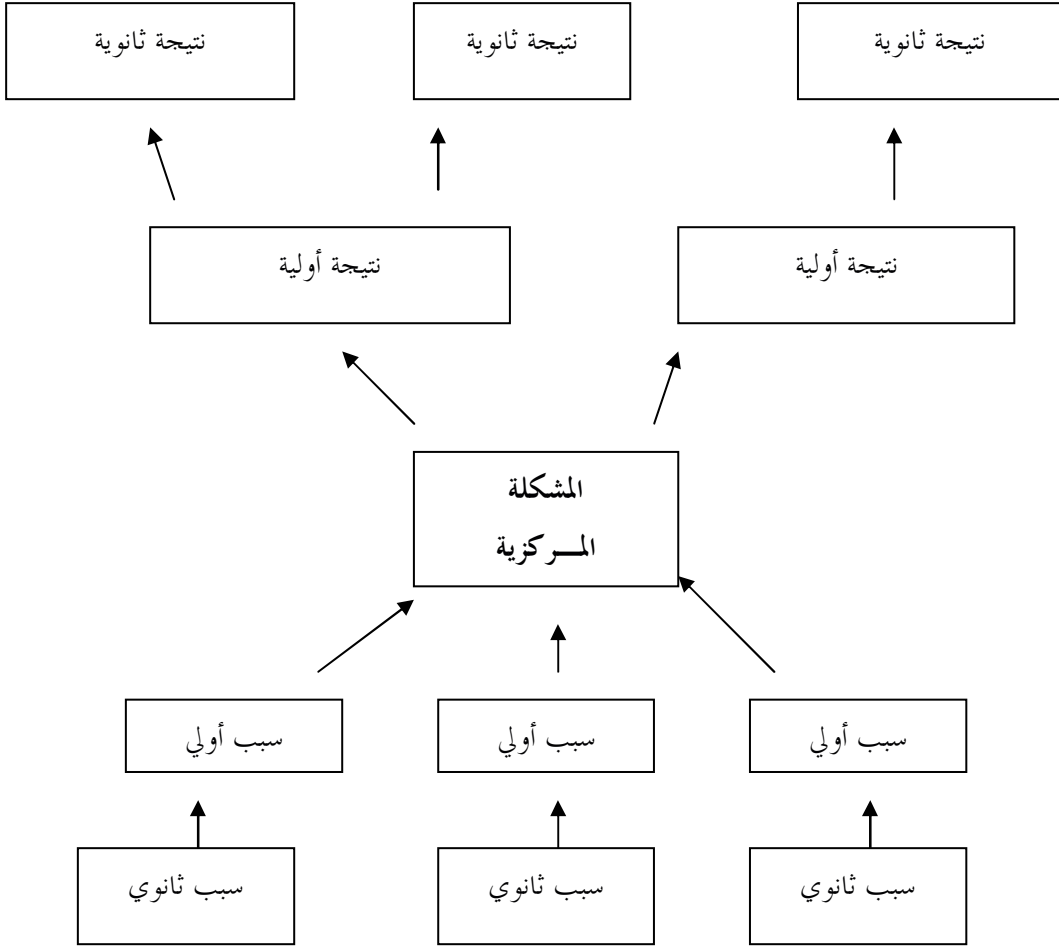 نتيجة ثانوية
نتيجة ثانوية
نتيجة ثانوية
نتيجة أولية
نتيجة أولية
المشكلة
المـــركزية
سبب أولي
سبب أولي
سبب أولي
سبب ثانوي
سبب ثانوي
سبب ثانوي